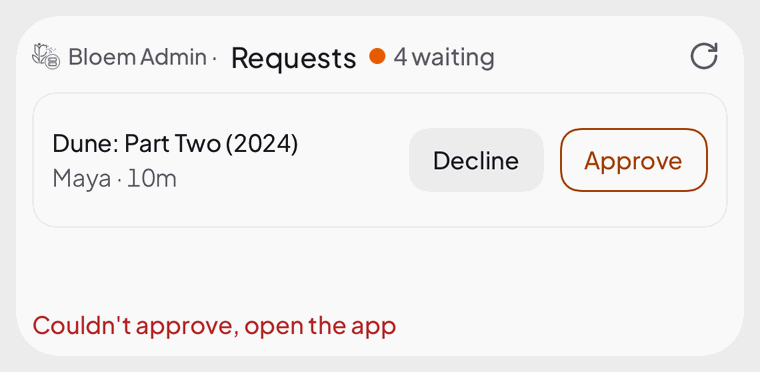 Bloem Admin · Requests 4 waiting
Dune: Part Two (2024)
Maya · 10m
Decline
Approve
Couldn't approve, open the app